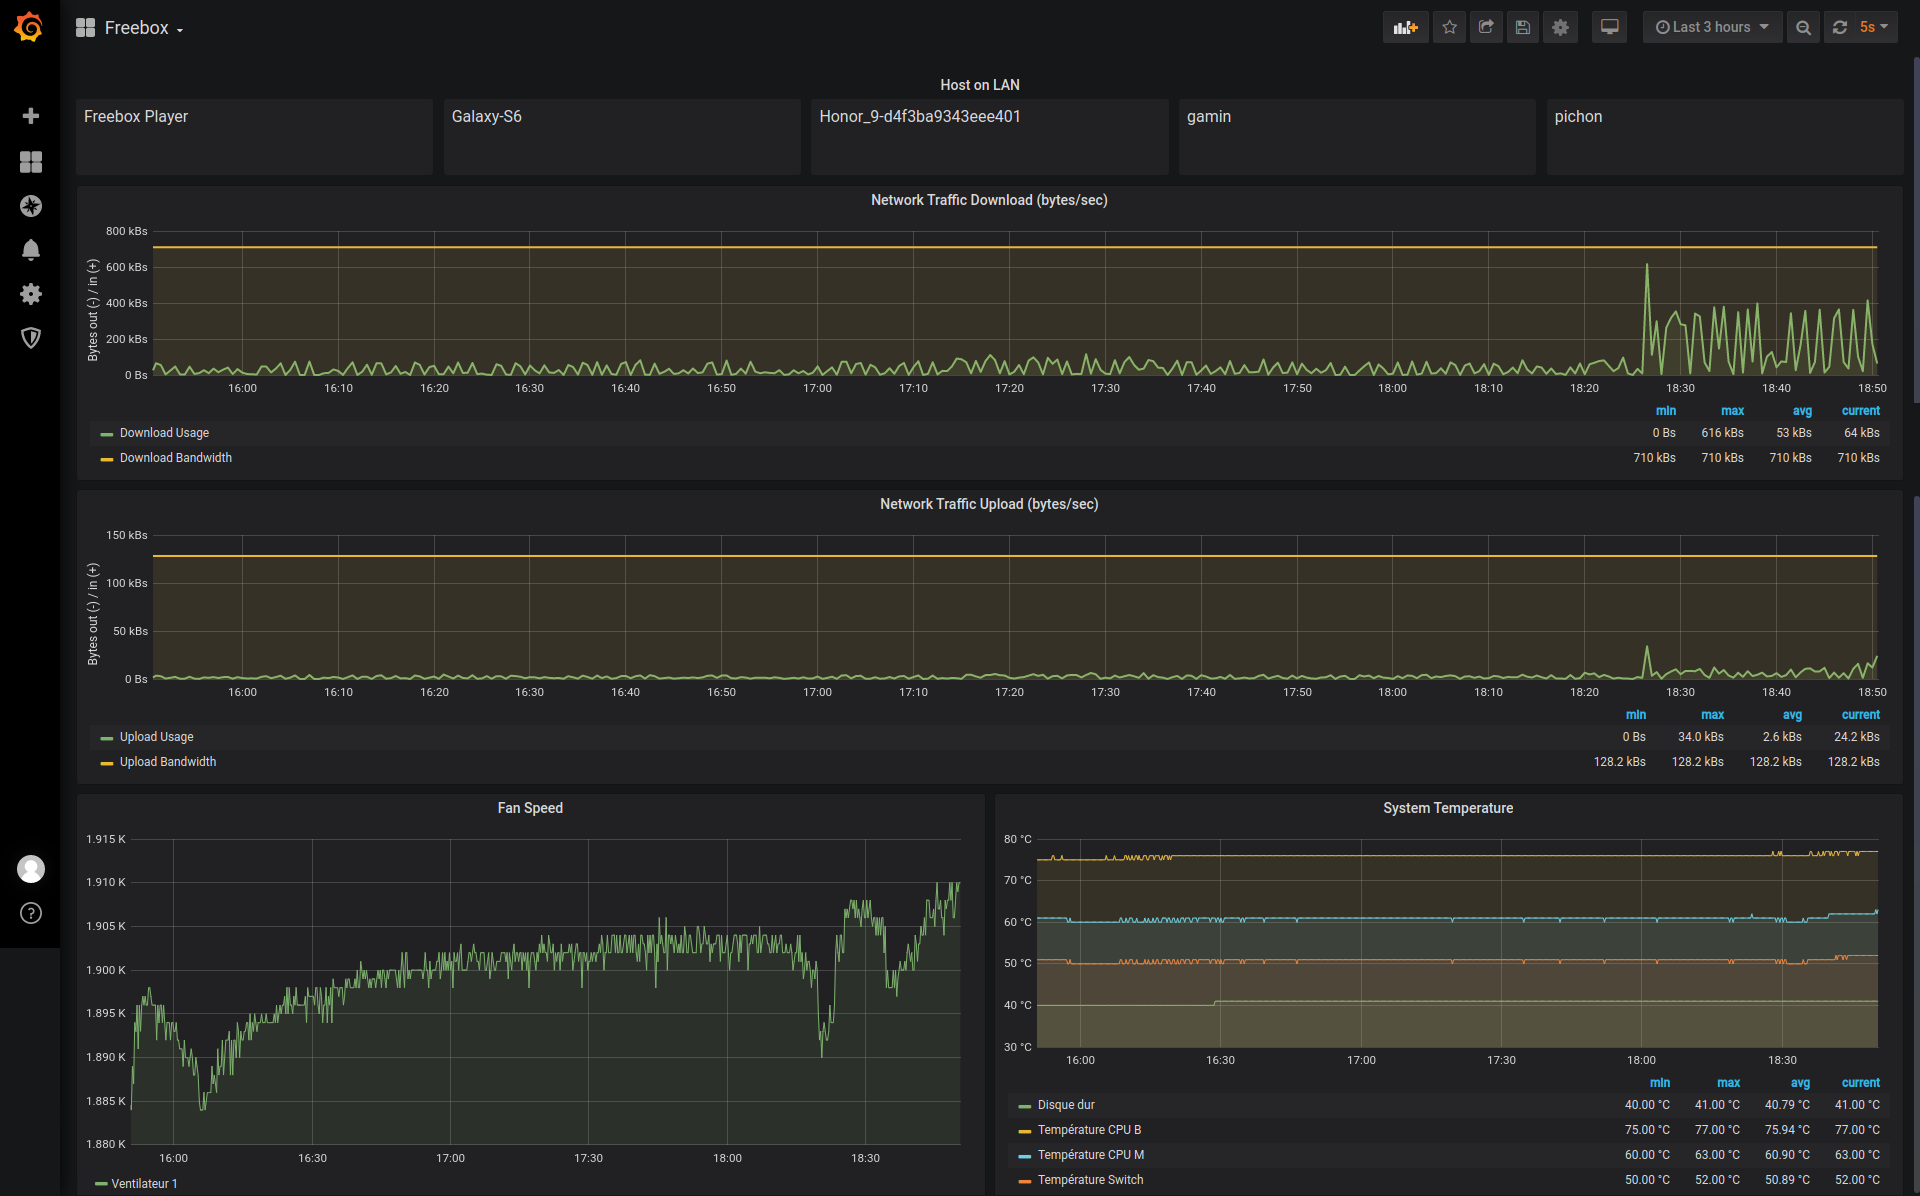 Freebox
Last 3 hours 5s
Host on LAN
Freebox Player Galaxy-S6 Honor_9-d4f3ba9343eee401 gamin pichon
Network Traffic Download (bytes/sec)
Bytes out (-) / in (+)
800 kBs
600 kBs
400 kBs
200 kBs
0 Bs
16:00 16:10 16:20 16:30 16:40 16:50 17:00 17:10 17:20 17:30 17:40 17:50 18:00 18:10 18:20 18:30 18:40 18:50
min max avg current
Download Usage 0 Bs 616 kBs 53 kBs 64 kBs
Download Bandwidth 710 kBs 710 kBs 710 kBs 710 kBs
Network Traffic Upload (bytes/sec)
Bytes out (-) / in (+)
150 kBs
100 kBs
50 kBs
0 Bs
16:00 16:10 16:20 16:30 16:40 16:50 17:00 17:10 17:20 17:30 17:40 17:50 18:00 18:10 18:20 18:30 18:40 18:50
min max avg current
Upload Usage 0 Bs 34.0 kBs 2.6 kBs 24.2 kBs
Upload Bandwidth 128.2 kBs 128.2 kBs 128.2 kBs 128.2 kBs
Fan Speed
1.915 K
1.910 K
1.905 K
1.900 K
1.895 K
1.890 K
1.885 K
1.880 K
16:00 16:30 17:00 17:30 18:00 18:30
Ventilateur 1
System Temperature
80 °C
70 °C
60 °C
50 °C
40 °C
30 °C
16:00 16:30 17:00 17:30 18:00 18:30
min max avg current
Disque dur 40.00 °C 41.00 °C 40.79 °C 41.00 °C
Température CPU B 75.00 °C 77.00 °C 75.94 °C 77.00 °C
Température CPU M 60.00 °C 63.00 °C 60.90 °C 63.00 °C
Température Switch 50.00 °C 52.00 °C 50.89 °C 52.00 °C